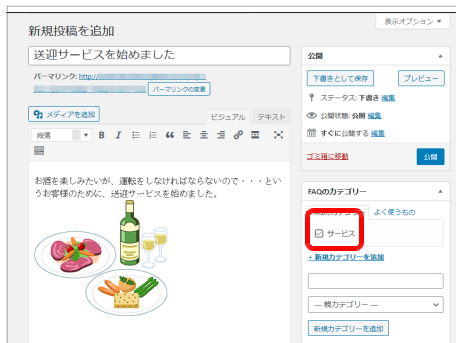 表示オプション ▼
新規投稿を追加
送迎サービスを始めました
パーマリンク: http://
パーマリンクの変更
メディアを追加
ビジュアル テキスト
段落
B I
お酒を楽しみたいが、運転をしなければならないので・・・とい
うお客様のために、送迎サービスを始めました。
公開
下書きとして保存 プレビュー
ステータス: 下書き 編集
公開状態: 公開 編集
すぐに公開する 編集
ゴミ箱に移動 公開
FAQのカテゴリー
カテゴリー よく使うもの
サービス
+ 新規カテゴリーを追加
— 親カテゴリー —
新規カテゴリーを追加